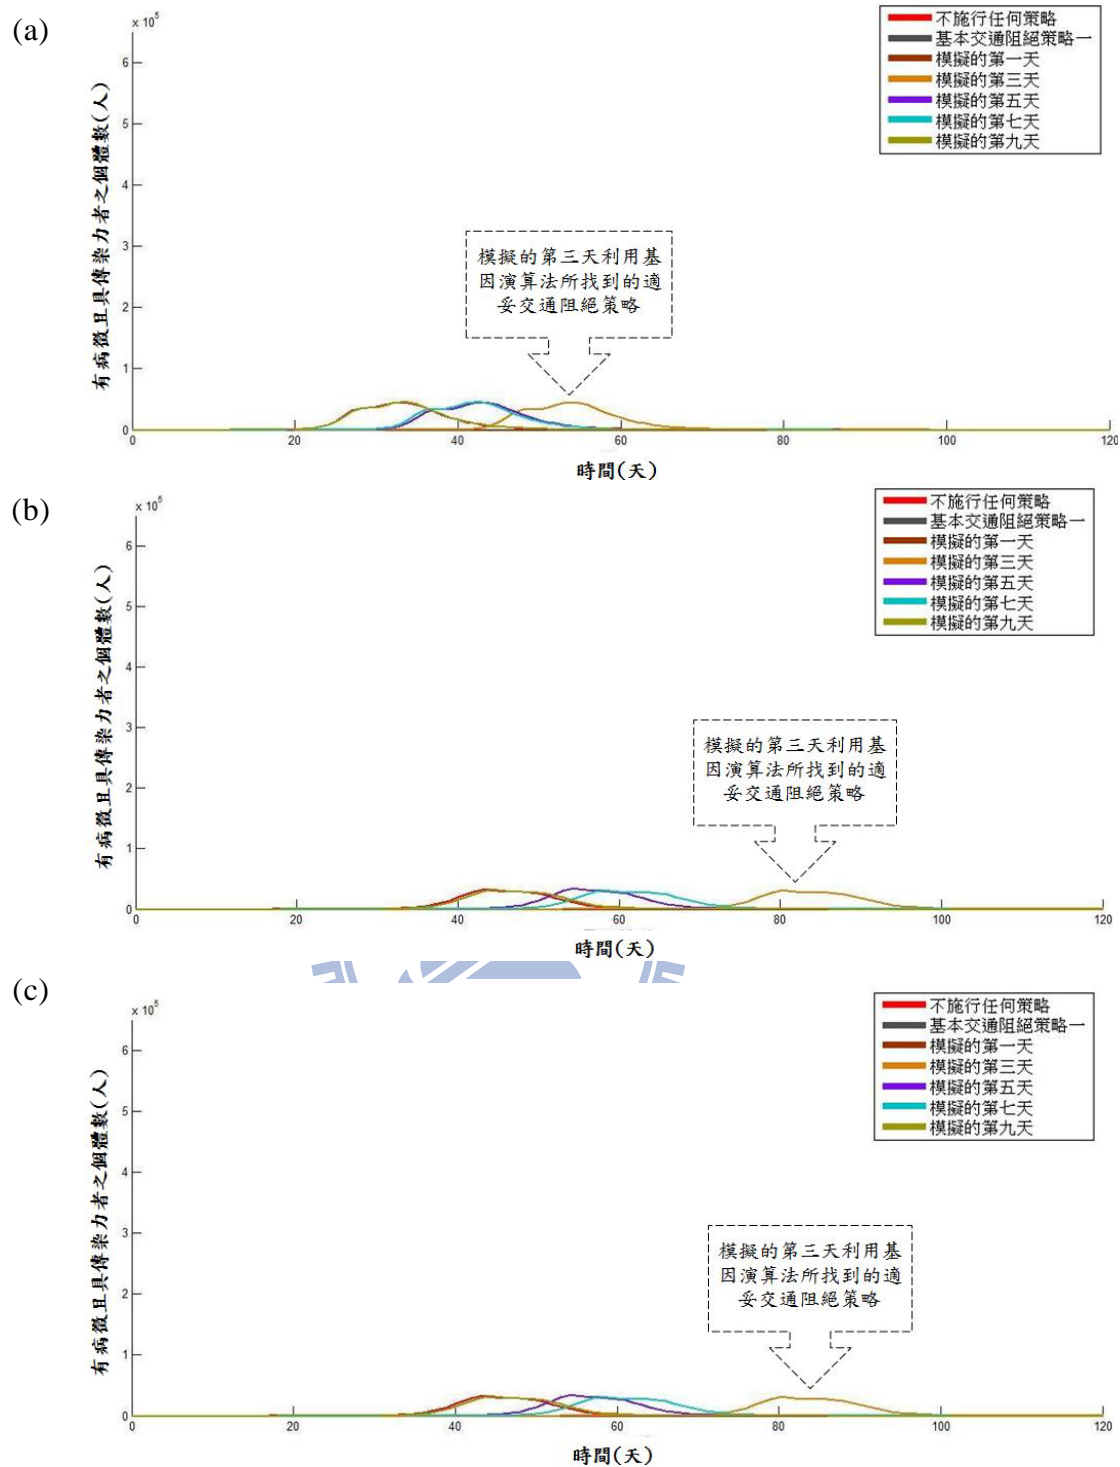 (a)
x 10⁵
6
5
4
3
2
1
0
有病徵且具傳染力者之個體數(人)
不施行任何策略
基本交通阻絕策略一
模擬的第一天
模擬的第三天
模擬的第五天
模擬的第七天
模擬的第九天
模擬的第三天利用基
因演算法所找到的適
妥交通阻絕策略
0 20 40 60 80 100 120
時間(天)
(b)
x 10⁵
6
5
4
3
2
1
0
有病徵且具傳染力者之個體數(人)
不施行任何策略
基本交通阻絕策略一
模擬的第一天
模擬的第三天
模擬的第五天
模擬的第七天
模擬的第九天
模擬的第三天利用基
因演算法所找到的適
妥交通阻絕策略
0 20 40 60 80 100 120
時間(天)
(c)
x 10⁵
6
5
4
3
2
1
0
有病徵且具傳染力者之個體數(人)
不施行任何策略
基本交通阻絕策略一
模擬的第一天
模擬的第三天
模擬的第五天
模擬的第七天
模擬的第九天
模擬的第三天利用基
因演算法所找到的適
妥交通阻絕策略
0 20 40 60 80 100 120
時間(天)